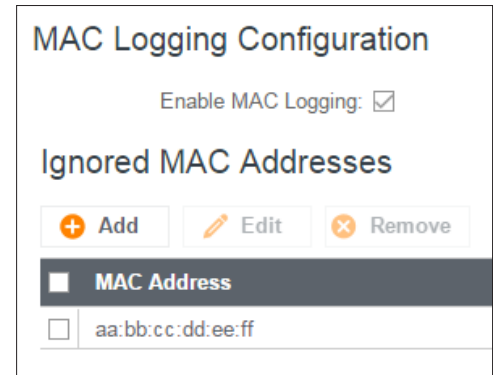 MAC Logging Configuration
Enable MAC Logging:
Ignored MAC Addresses
Add Edit Remove
MAC Address
aa:bb:cc:dd:ee:ff